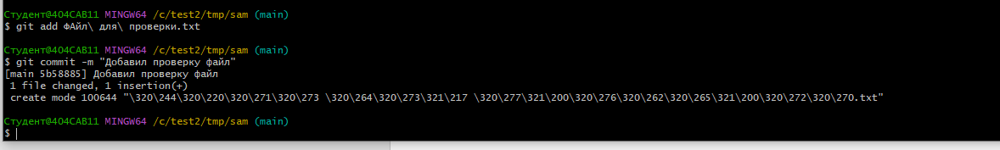 Студент@404CAB11 MINGW64 /c/test2/tmp/sam (main)
$ git add ФАйл\ для\ проверки.txt
Студент@404CAB11 MINGW64 /c/test2/tmp/sam (main)
$ git commit -m "Добавил проверку файл"
[main 5b58885] Добавил проверку файл
1 file changed, 1 insertion(+)
create mode 100644 "\320\244\320\220\320\271\320\273 \320\264\320\273\321\217 \320\277\321\200\320\276\320\262\320\265\321\200\320\272\320\270.txt"
Студент@404CAB11 MINGW64 /c/test2/tmp/sam (main)
$